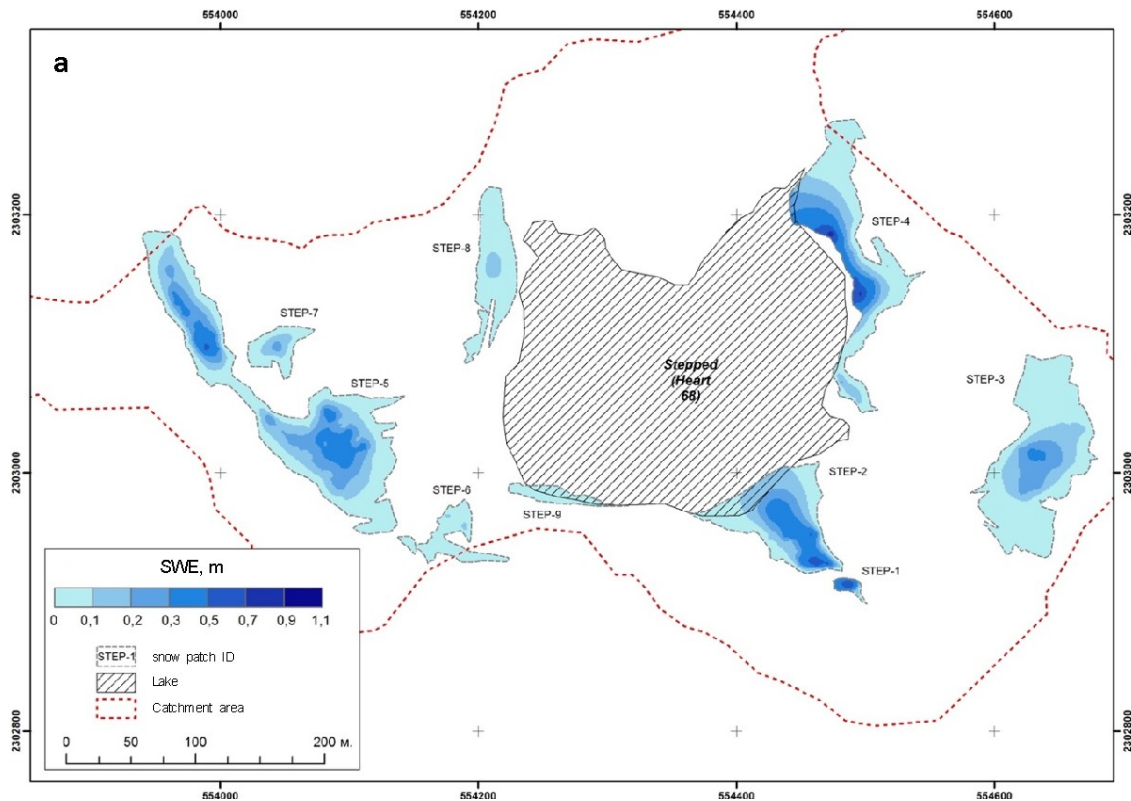 554000 554200 554400 554600
a
2303200 2303200
STEP-4
STEP-8
STEP-7
Stepped
(Heart
68)
STEP-3
STEP-5
2303000 2303000
STEP-2
STEP-6
STEP-9
STEP-1
SWE, m
0 0,1 0,2 0,3 0,5 0,7 0,9 1,1
STEP-1 snow patch ID
Lake
Catchment area
2302800 2302800
0 50 100 200 м.
554000 554200 554400 554600